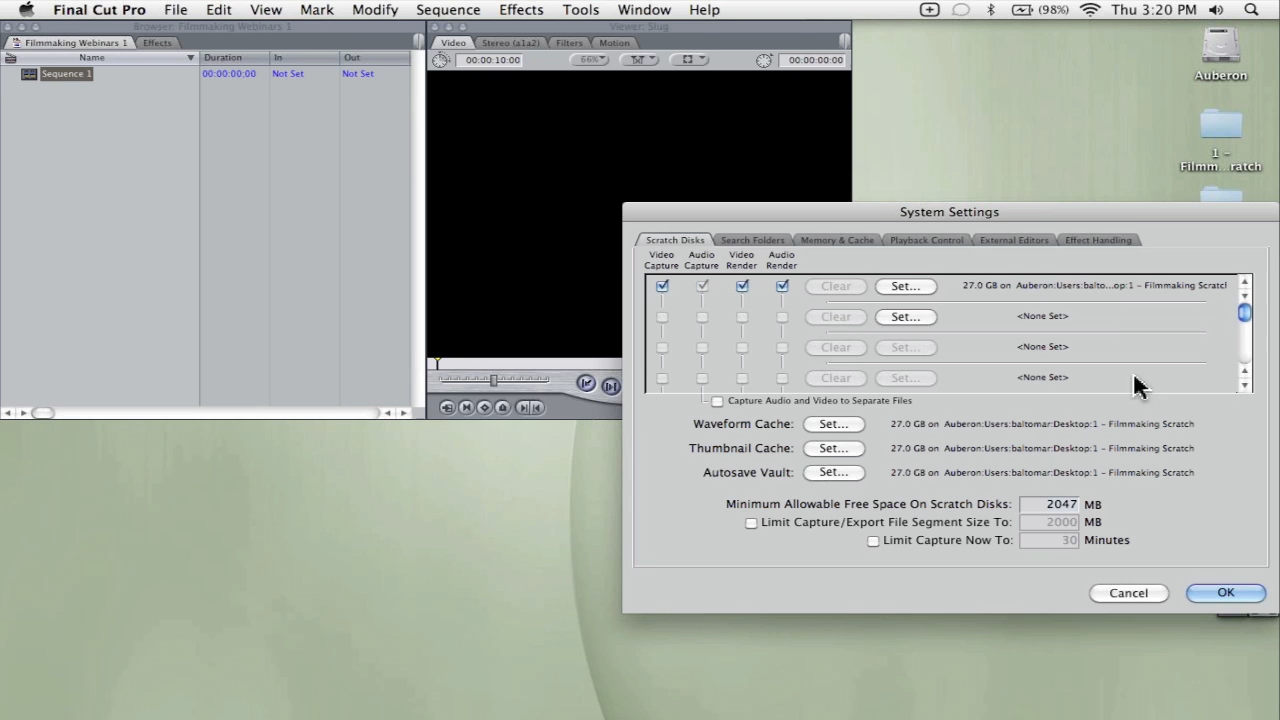 Final Cut Pro File Edit View Mark Modify Sequence Effects Tools Window Help (98%) Thu 3:20 PM
Browser: Filmmaking Webinars 1
Viewer: Slug
Filmmaking Webinars 1 Effects
Video Stereo (a1a2) Filters Motion
Name Duration In Out
00:00:10:00 66% 00:00:00:00
Sequence 1 00:00:00:00 Not Set Not Set
Auberon
1 –
Filmm...ratch
System Settings
Scratch Disks Search Folders Memory & Cache Playback Control External Editors Effect Handling
Video Audio Video Audio
Capture Capture Render Render
Clear Set... 27.0 GB on Auberon:Users:balto...op:1 – Filmmaking Scratch
Clear Set... <None Set>
Clear Set... <None Set>
Clear Set... <None Set>
Capture Audio and Video to Separate Files
Waveform Cache: Set... 27.0 GB on Auberon:Users:baltomar:Desktop:1 – Filmmaking Scratch
Thumbnail Cache: Set... 27.0 GB on Auberon:Users:baltomar:Desktop:1 – Filmmaking Scratch
Autosave Vault: Set... 27.0 GB on Auberon:Users:baltomar:Desktop:1 – Filmmaking Scratch
Minimum Allowable Free Space On Scratch Disks: 2047 MB
Limit Capture/Export File Segment Size To: 2000 MB
Limit Capture Now To: 30 Minutes
Cancel OK